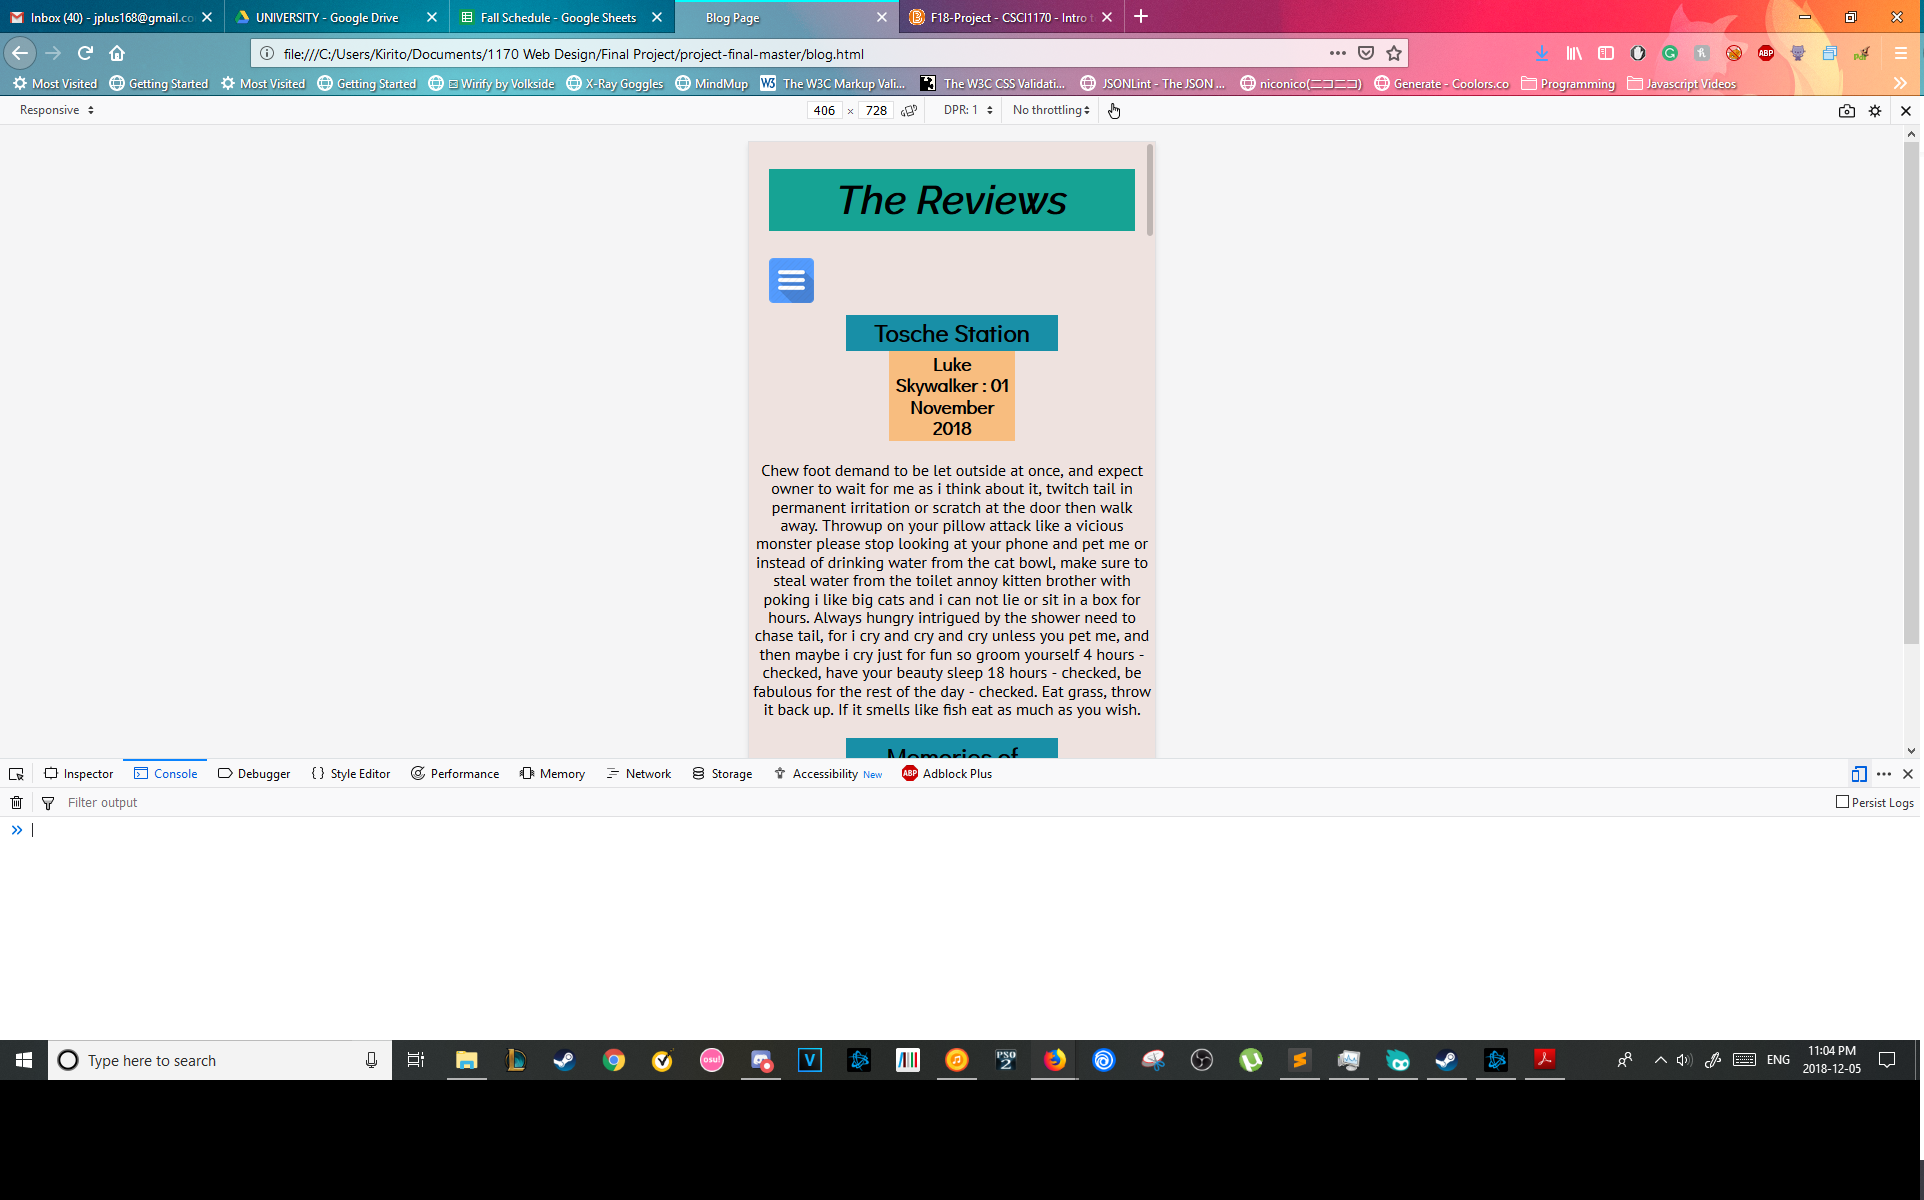 Inbox (40) - jplus168@gmail.co
UNIVERSITY - Google Drive
Fall Schedule - Google Sheets
Blog Page
F18-Project - CSCI1170 - Intro t
file:///C:/Users/Kirito/Documents/1170 Web Design/Final Project/project-final-master/blog.html
Most Visited
Getting Started
Most Visited
Getting Started
Wirify by Volkside
X-Ray Goggles
MindMup
The W3C Markup Vali...
The W3C CSS Validati...
JSONLint - The JSON ...
niconico(ニコニコ)
Generate - Coolors.co
Programming
Javascript Videos
Responsive
406 × 728
DPR: 1
No throttling
The Reviews
Tosche Station
Luke
Skywalker : 01
November
2018
Chew foot demand to be let outside at once, and expect
owner to wait for me as i think about it, twitch tail in
permanent irritation or scratch at the door then walk
away. Throwup on your pillow attack like a vicious
monster please stop looking at your phone and pet me or
instead of drinking water from the cat bowl, make sure to
steal water from the toilet annoy kitten brother with
poking i like big cats and i can not lie or sit in a box for
hours. Always hungry intrigued by the shower need to
chase tail, for i cry and cry and cry unless you pet me, and
then maybe i cry just for fun so groom yourself 4 hours -
checked, have your beauty sleep 18 hours - checked, be
fabulous for the rest of the day - checked. Eat grass, throw
it back up. If it smells like fish eat as much as you wish.
Memories of
Inspector
Console
Debugger
Style Editor
Performance
Memory
Network
Storage
Accessibility New
ABP Adblock Plus
Filter output
Persist Logs
Type here to search
osu!
V
PSO
2
ENG
11:04 PM
2018-12-05